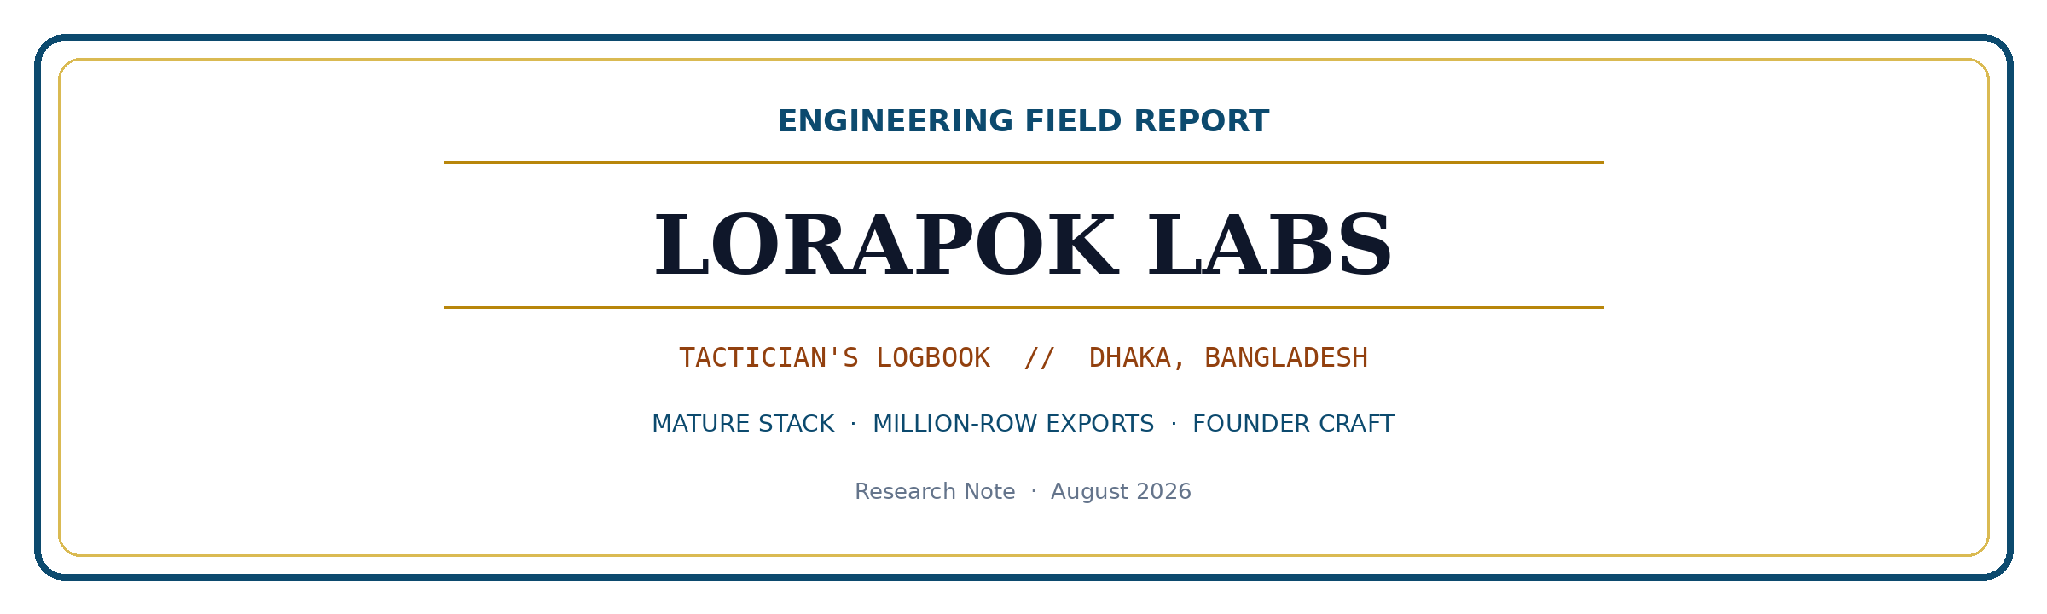 ENGINEERING FIELD REPORT
LORAPOK LABS
TACTICIAN'S LOGBOOK // DHAKA, BANGLADESH
MATURE STACK · MILLION-ROW EXPORTS · FOUNDER CRAFT
Research Note · August 2026